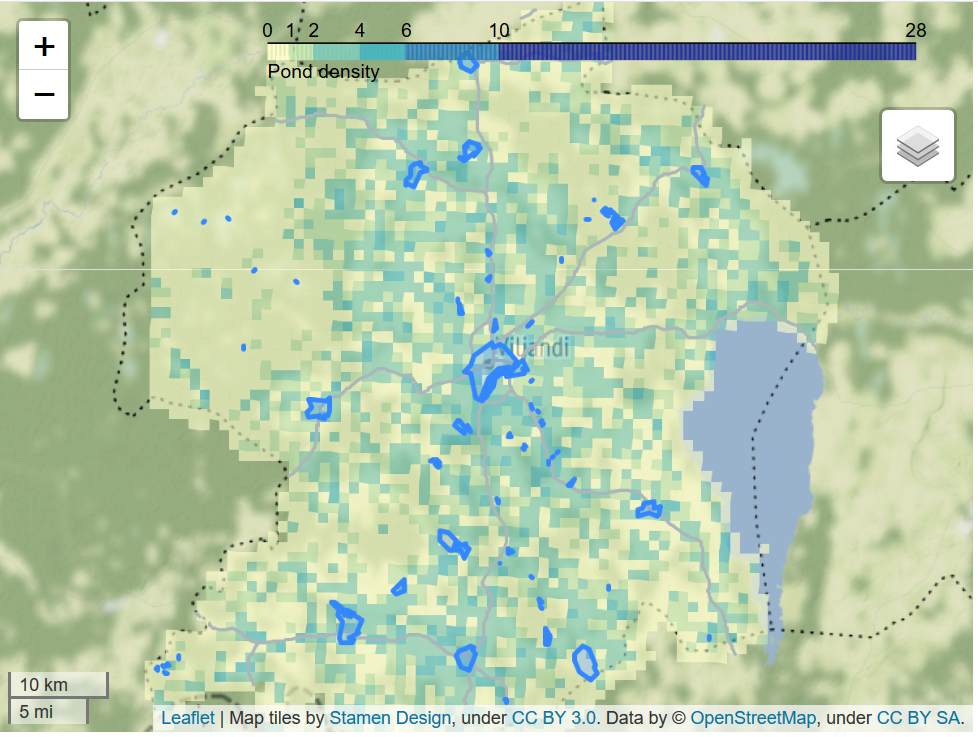 +
−
0 1 2 4 6 10 28
Pond density
Viljandi
10 km
5 mi
Leaflet | Map tiles by Stamen Design, under CC BY 3.0. Data by © OpenStreetMap, under CC BY SA.